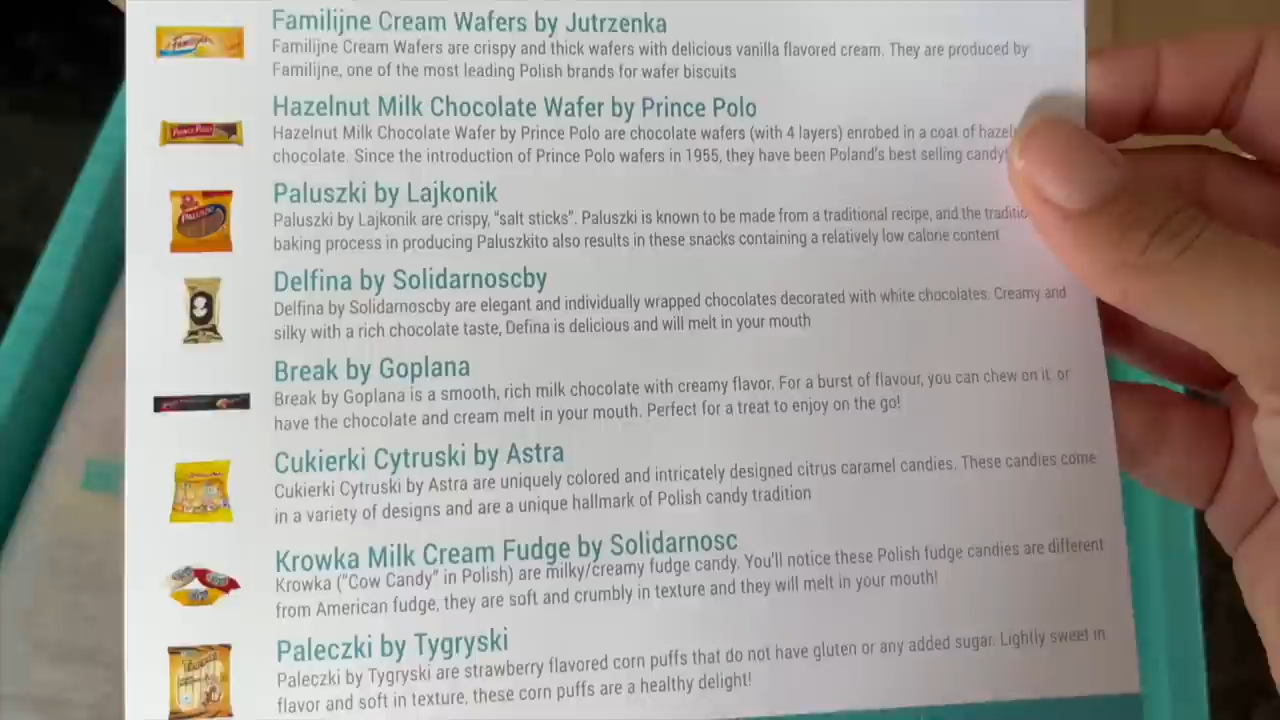 Familijne Cream Wafers by Jutrzenka
Familijne Cream Wafers are crispy and thick wafers with delicious vanilla flavored cream. They are produced by
Familijne, one of the most leading Polish brands for wafer biscuits
Hazelnut Milk Chocolate Wafer by Prince Polo
Hazelnut Milk Chocolate Wafer by Prince Polo are chocolate wafers (with 4 layers) enrobed in a coat of
chocolate. Since the introduction of Prince Polo wafers in 1955, they have been Poland's best selling candy!
PRINCE POLO
Paluszki by Lajkonik
Paluszki by Lajkonik are crispy, "salt sticks". Paluszki is known to be made from a traditional recipe, and the
baking process in producing Paluszkito also results in these snacks containing a relatively low calorie content
PALUSZKI
Delfina by Solidarnoscby
Delfina by Solidarnoscby are elegant and individually wrapped chocolates decorated with white chocolates. Creamy and
silky with a rich chocolate taste, Defina is delicious and will melt in your mouth
Break by Goplana
Break by Goplana is a smooth, rich milk chocolate with creamy flavor. For a burst of flavour, you can chew on it, or
have the chocolate and cream melt in your mouth. Perfect for a treat to enjoy on the go!
Cukierki Cytruski by Astra
Cukierki Cytruski by Astra are uniquely colored and intricately designed citrus caramel candies. These candies come
in a variety of designs and are a unique hallmark of Polish candy tradition
Krowka Milk Cream Fudge by Solidarnosc
Krowka ("Cow Candy" in Polish) are milky/creamy fudge candy. You'll notice these Polish fudge candies are different
from American fudge, they are soft and crumbly in texture and they will melt in your mouth!
Paleczki by Tygryski
Paleczki by Tygryski are strawberry flavored corn puffs that do not have gluten or any added sugar. Lightly sweet in
flavor and soft in texture, these corn puffs are a healthy delight!